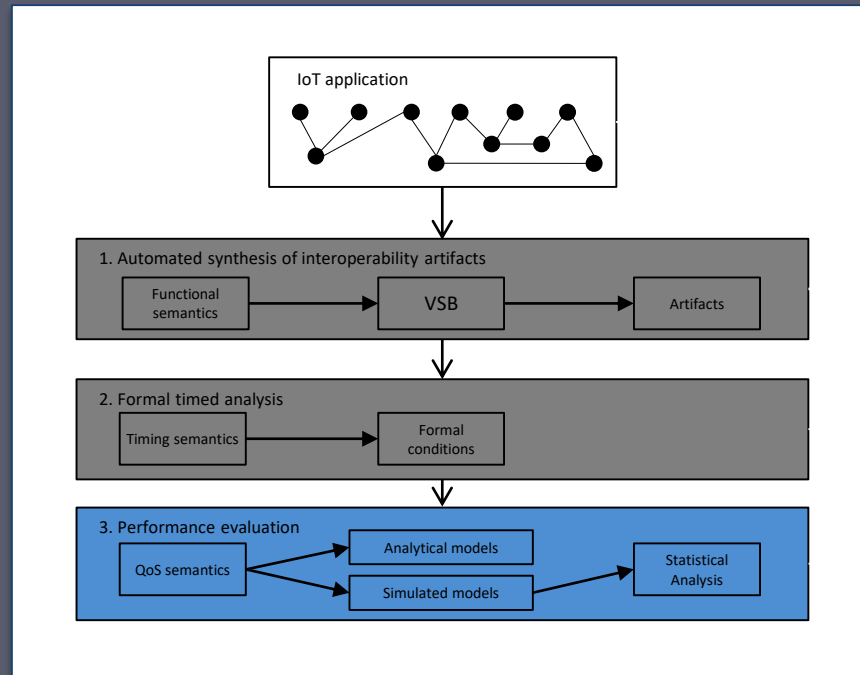 IoT application
1. Automated synthesis of interoperability artifacts
Functional
semantics
VSB
Artifacts
2. Formal timed analysis
Timing semantics
Formal
conditions
3. Performance evaluation
QoS semantics
Analytical models
Simulated models
Statistical
Analysis